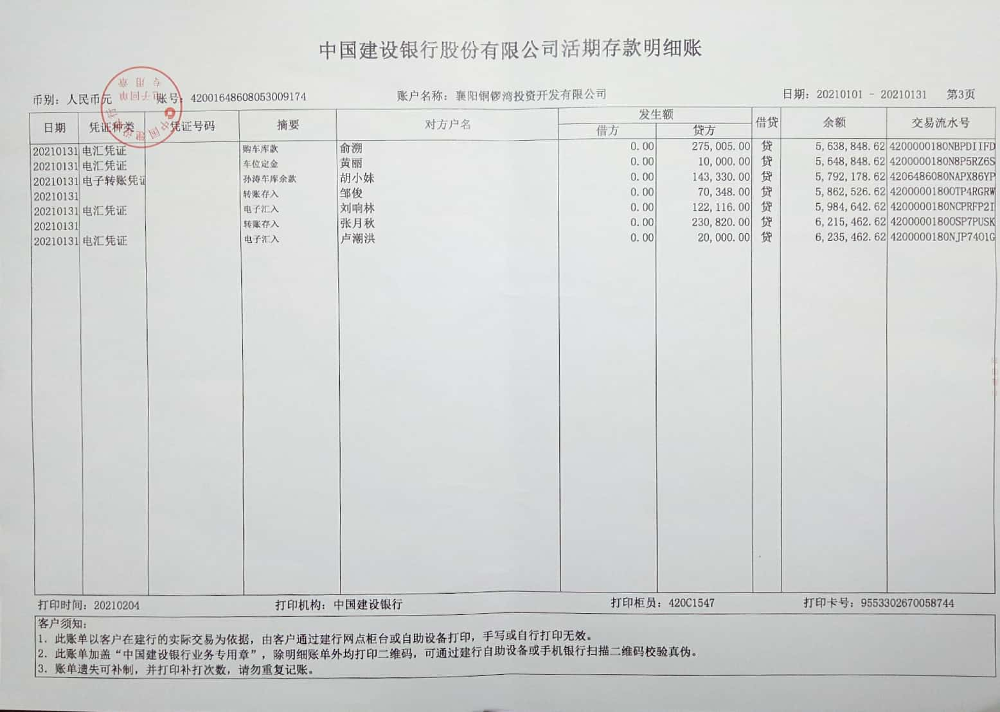 中国建设银行股份有限公司活期存款明细账
币别：人民币元 账号：42001648608053009174 账户名称：襄阳铜锣湾投资开发有限公司 日期：20210101 - 20210131 第3页
专用章
电子回单
中国建设银行
日期 凭证种类 凭证号码 摘要 对方户名 发生额 借贷 余额 交易流水号
借方 贷方
20210131 电汇凭证 购车库款 俞溯 0.00 275,005.00 贷 5,638,848.62 4200000180NBPDIIFD
20210131 电汇凭证 车位定金 黄丽 0.00 10,000.00 贷 5,648,848.62 4200000180N8P5RZ6S
20210131 电子转账凭证 孙涛车库余款 胡小妹 0.00 143,330.00 贷 5,792,178.62 4206486080NAPX86YP
20210131 转账存入 邹俊 0.00 70,348.00 贷 5,862,526.62 4200000180OTP4RGRW
20210131 电汇凭证 电子汇入 刘响林 0.00 122,116.00 贷 5,984,642.62 4200000180NCPRFP2I
20210131 转账存入 张月秋 0.00 230,820.00 贷 6,215,462.62 4200000180OSP7PUSK
20210131 电汇凭证 电子汇入 卢潮洪 0.00 20,000.00 贷 6,235,462.62 4200000180NJP74O1G
打印时间：20210204 打印机构：中国建设银行 打印柜员：420C1547 打印卡号：9553302670058744
客户须知：
1. 此账单以客户在建行的实际交易为依据，由客户通过建行网点柜台或自助设备打印，手写或自行打印无效。
2. 此账单加盖“中国建设银行业务专用章”，除明细账单外均打印二维码，可通过建行自助设备或手机银行扫描二维码校验真伪。
3. 账单遗失可补制，并打印补打次数，请勿重复记账。